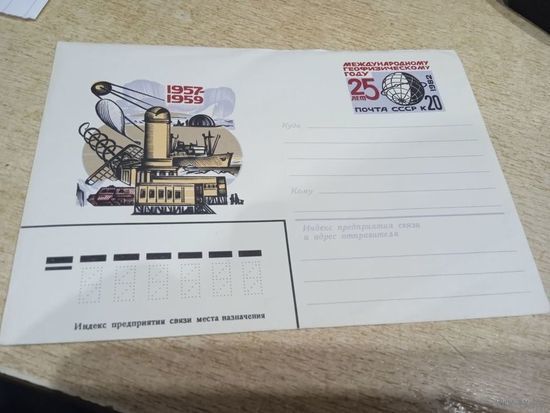 1957-
1959
МЕЖДУНАРОДНОМУ
ГЕОФИЗИЧЕСКОМУ
ГОДУ
25
ЛЕТ
1982
ПОЧТА СССР К 20
Куда
Кому
Индекс предприятия связи
и адрес отправителя
Индекс предприятия связи места назначения